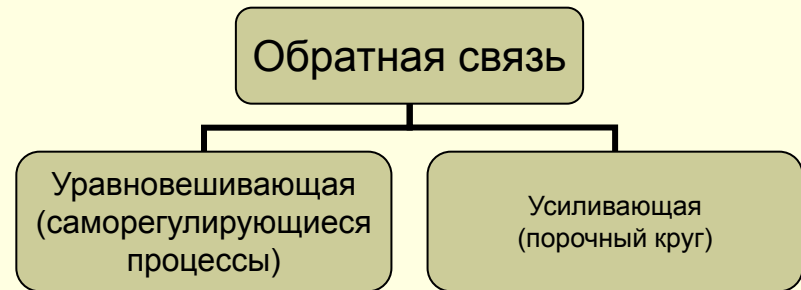 Обратная связь
Уравновешивающая
(саморегулирующиеся
процессы)
Усиливающая
(порочный круг)